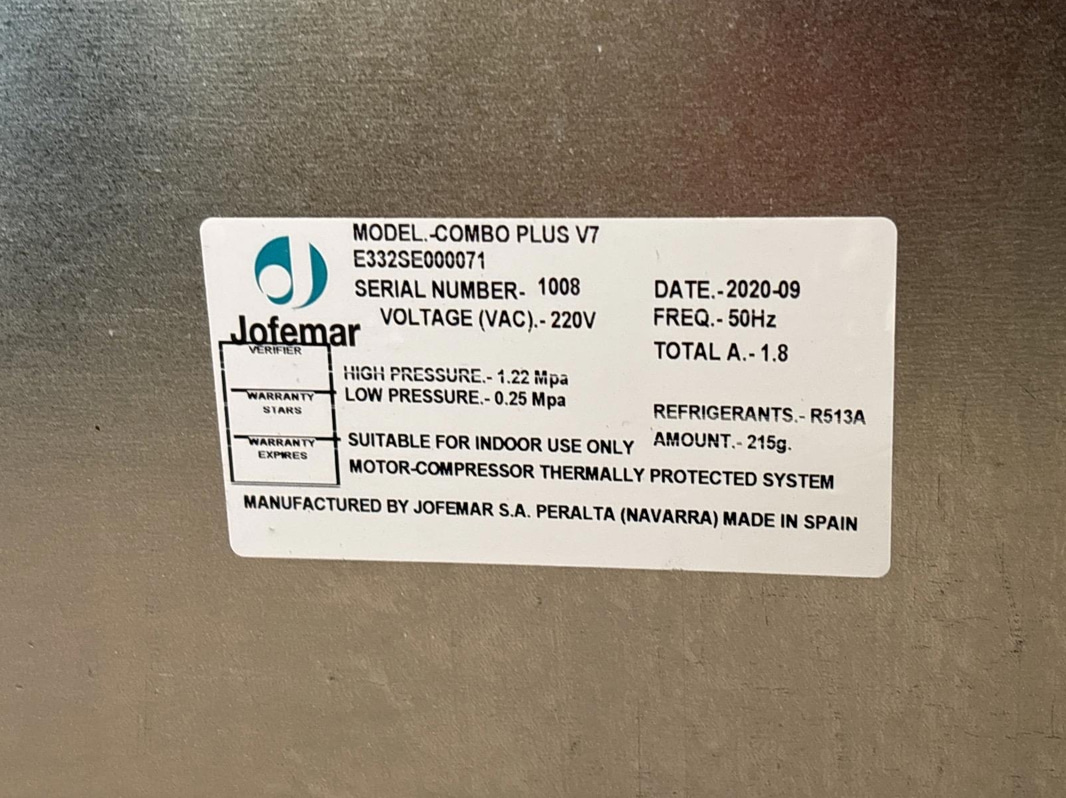 MODEL.-COMBO PLUS V7
E332SE000071
SERIAL NUMBER- 1008
DATE.-2020-09
Jofemar
VOLTAGE (VAC).- 220V
FREQ.- 50Hz
TOTAL A.- 1.8
VERIFIER
HIGH PRESSURE.- 1.22 Mpa
WARRANTY
STARS
LOW PRESSURE.- 0.25 Mpa
REFRIGERANTS.- R513A
WARRANTY
EXPIRES
SUITABLE FOR INDOOR USE ONLY
AMOUNT.- 215g.
MOTOR-COMPRESSOR THERMALLY PROTECTED SYSTEM
MANUFACTURED BY JOFEMAR S.A. PERALTA (NAVARRA) MADE IN SPAIN